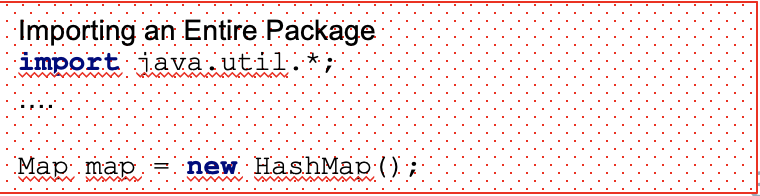 Importing an Entire Package
import java.util.*;
....
Map map = new HashMap();